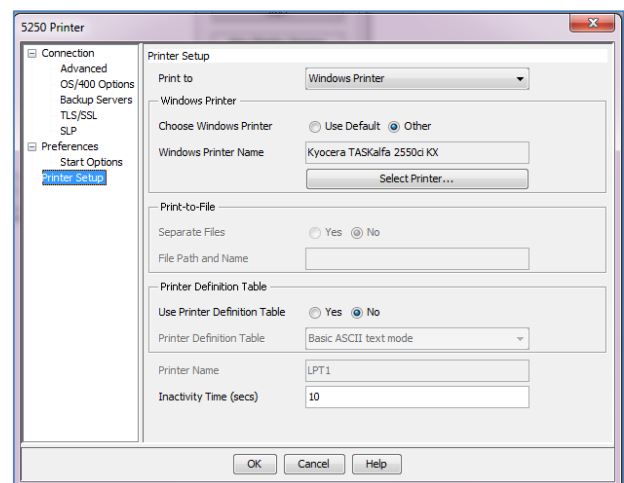 5250 Printer
Connection
Advanced
OS/400 Options
Backup Servers
TLS/SSL
SLP
Preferences
Start Options
Printer Setup
Printer Setup
Print to Windows Printer
Windows Printer
Choose Windows Printer Use Default Other
Windows Printer Name Kyocera TASKalfa 2550ci KX
Select Printer...
Print-to-File
Separate Files Yes No
File Path and Name
Printer Definition Table
Use Printer Definition Table Yes No
Printer Definition Table Basic ASCII text mode
Printer Name LPT1
Inactivity Time (secs) 10
OK Cancel Help